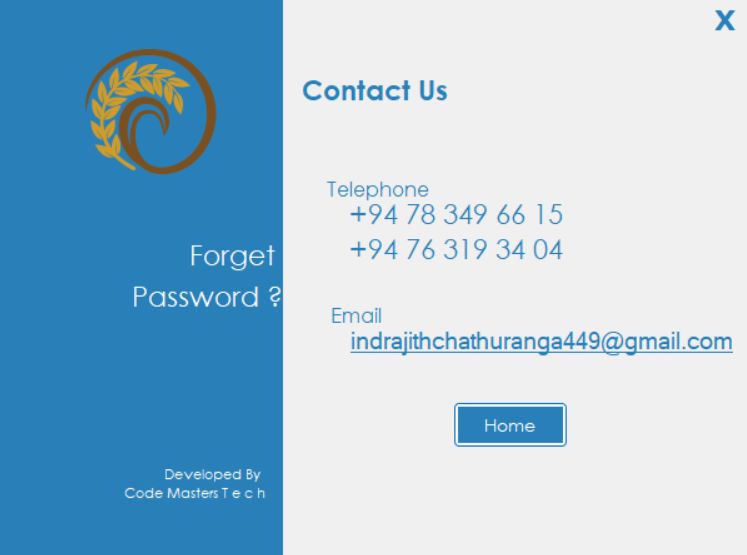 X
Contact Us
Telephone
+94 78 349 66 15
+94 76 319 34 04
Email
indrajithchathuranga449@gmail.com
Home
Forget
Password ?
Developed By
Code Masters T e c h